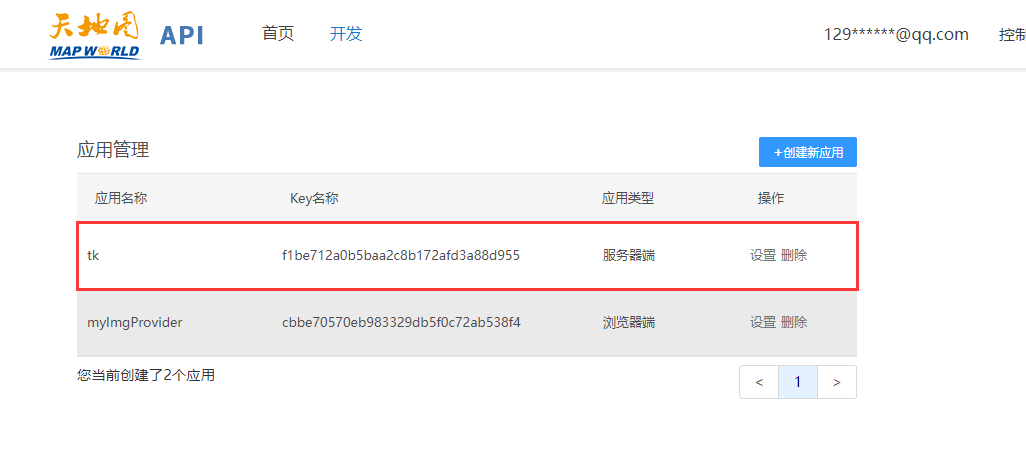 天地图
MAP WORLD
API 首页 开发 129******@qq.com 控制
应用管理 +创建新应用
应用名称 Key名称 应用类型 操作
tk f1be712a0b5baa2c8b172afd3a88d955 服务器端 设置 删除
myImgProvider cbbe70570eb983329db5f0c72ab538f4 浏览器端 设置 删除
您当前创建了2个应用 < 1 >